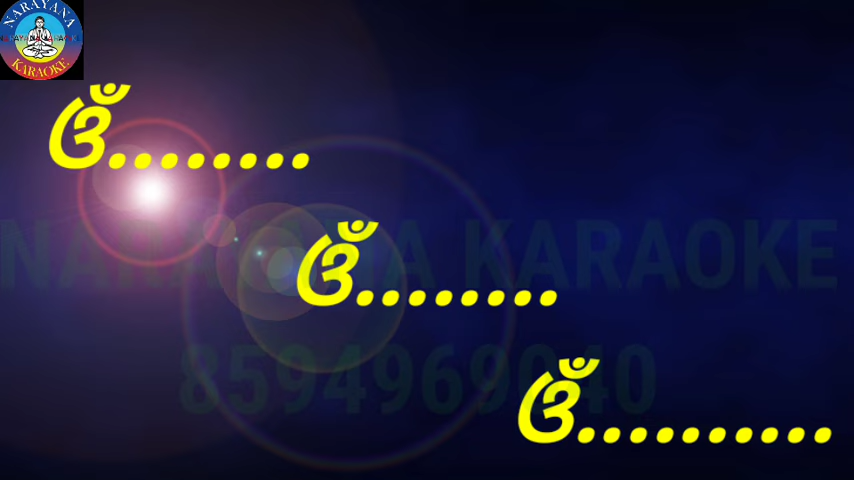 NARAYANA
KARAOKE
ഓঁ........
NARAYANA KARAOKE
ഓঁ........
8594969040
ഓঁ..........